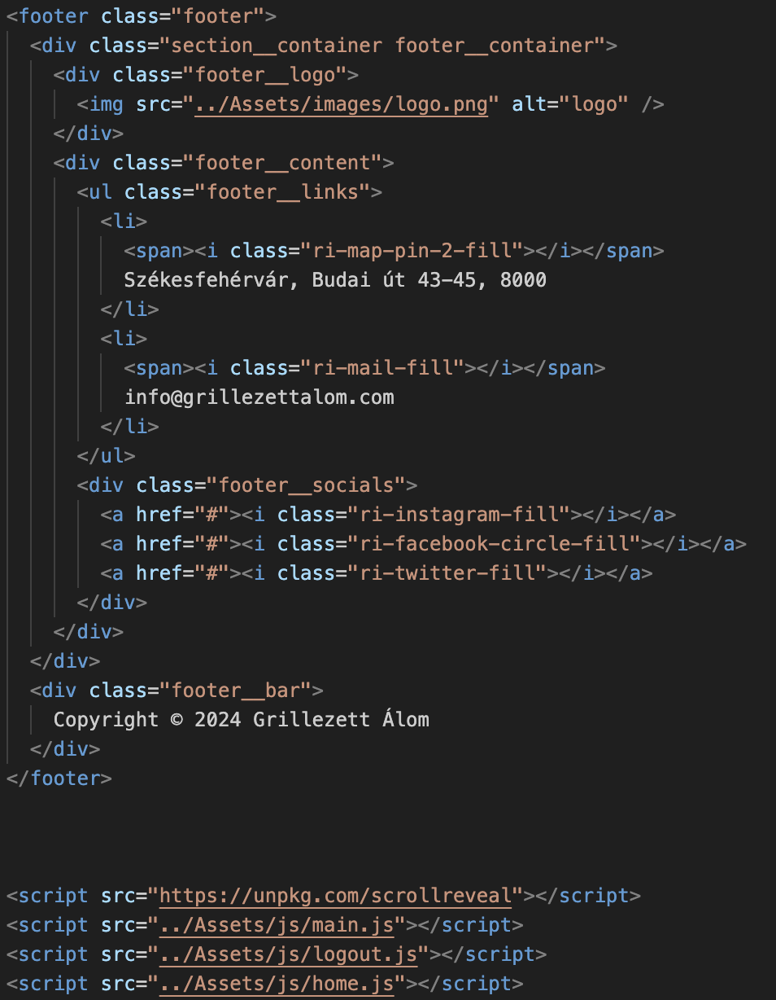 <footer class="footer">
<div class="section__container footer__container">
<div class="footer__logo">
<img src="../Assets/images/logo.png" alt="logo" />
</div>
<div class="footer__content">
<ul class="footer__links">
<li>
<span><i class="ri-map-pin-2-fill"></i></span>
Székesfehérvár, Budai út 43-45, 8000
</li>
<li>
<span><i class="ri-mail-fill"></i></span>
info@grillezettalom.com
</li>
</ul>
<div class="footer__socials">
<a href="#"><i class="ri-instagram-fill"></i></a>
<a href="#"><i class="ri-facebook-circle-fill"></i></a>
<a href="#"><i class="ri-twitter-fill"></i></a>
</div>
</div>
</div>
<div class="footer__bar">
Copyright © 2024 Grillezett Álom
</div>
</footer>
<script src="https://unpkg.com/scrollreveal"></script>
<script src="../Assets/js/main.js"></script>
<script src="../Assets/js/logout.js"></script>
<script src="../Assets/js/home.js"></script>